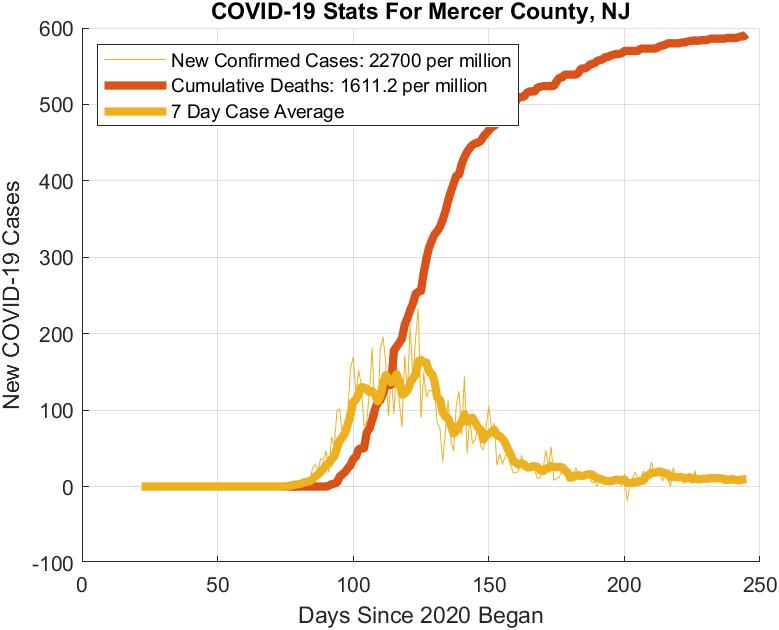 COVID-19 Stats For Mercer County, NJ
600
New Confirmed Cases: 22700 per million
Cumulative Deaths: 1611.2 per million
7 Day Case Average
500
400
300
200
100
0
-100
New COVID-19 Cases
0 50 100 150 200 250
Days Since 2020 Began